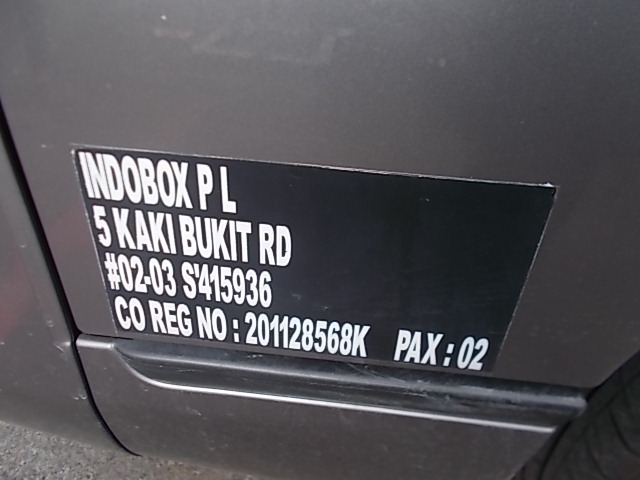 INDOBOX P L
5 KAKI BUKIT RD
#02-03 S'415936
CO REG NO : 201128568K PAX : 02